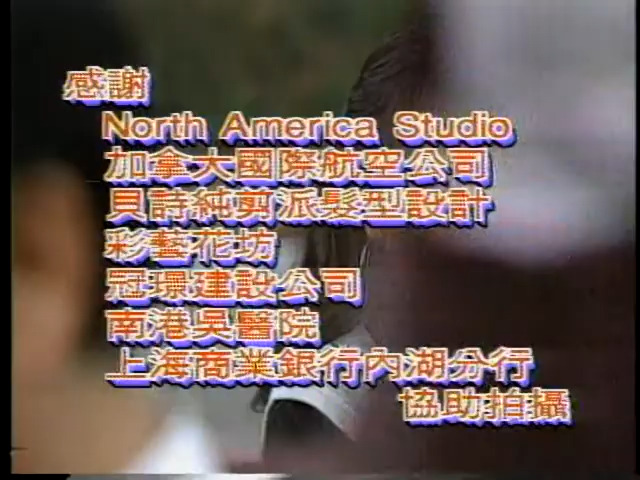 感謝
North America Studio
加拿大國際航空公司
貝詩純剪派髮型設計
彩藝花坊
冠環建設公司
南港吳醫院
上海商業銀行內湖分行
協助拍攝